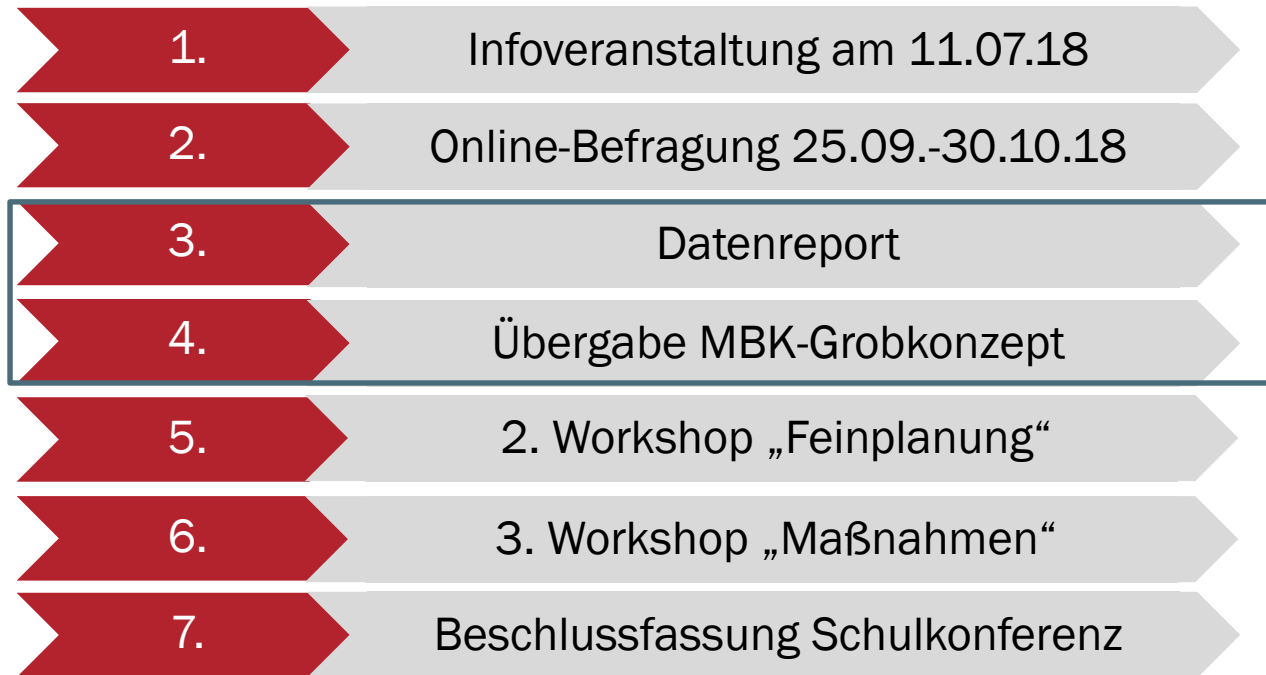 1. Infoveranstaltung am 11.07.18
2. Online-Befragung 25.09.-30.10.18
3. Datenreport
4. Übergabe MBK-Grobkonzept
5. 2. Workshop „Feinplanung“
6. 3. Workshop „Maßnahmen“
7. Beschlussfassung Schulkonferenz